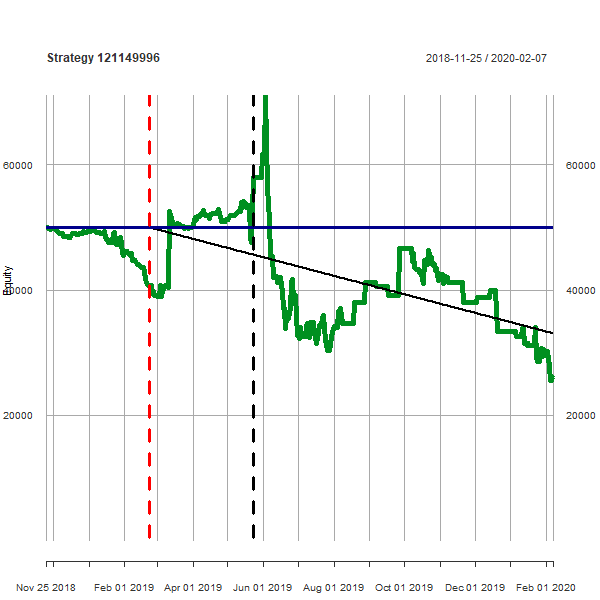 Strategy 121149996
2018-11-25 / 2020-02-07
60000 60000
Equity
40000 40000
20000 20000
Nov 25 2018 Feb 01 2019 Apr 01 2019 Jun 01 2019 Aug 01 2019 Oct 01 2019 Dec 01 2019 Feb 01 2020